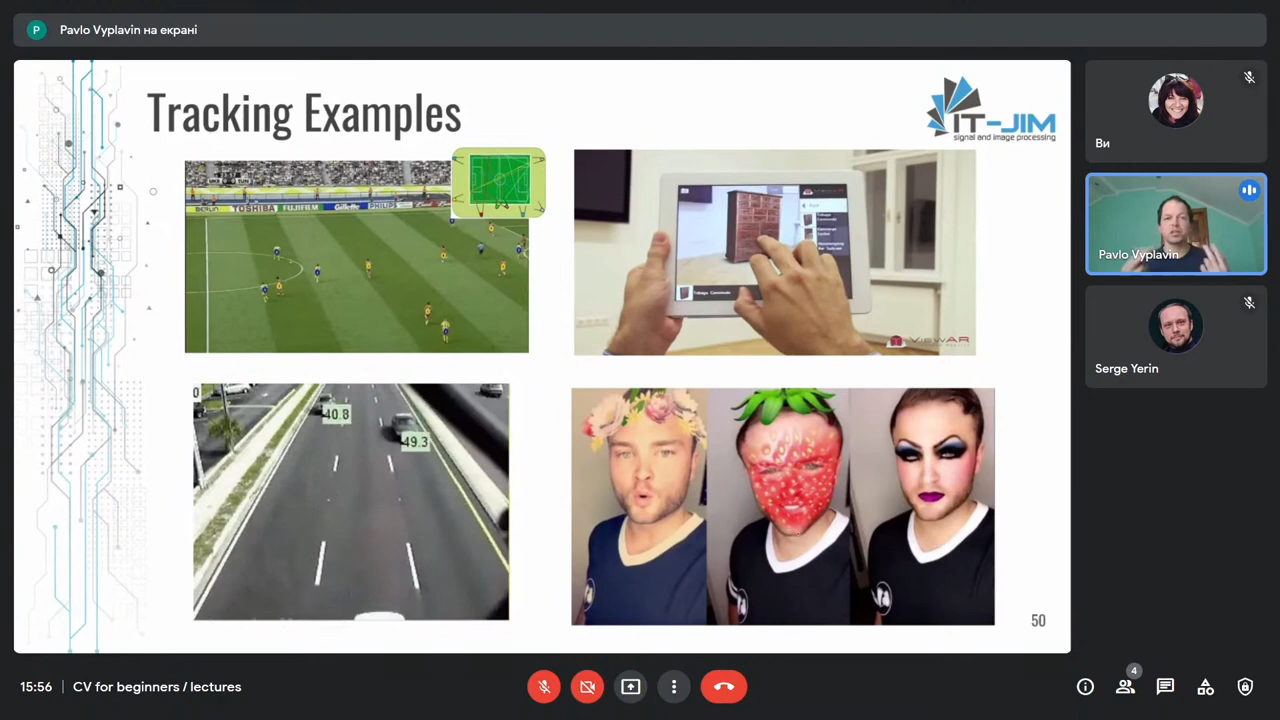 P
Pavlo Vyplavin на екрані
Tracking Examples
IT-JIM
signal and image processing
BERLIN TOSHIBA FUJIFILM Gillette PHILIPS
ViewAR
40.8
49.3
50
Ви
Pavlo Vyplavin
Serge Yerin
15:56
CV for beginners / lectures
4